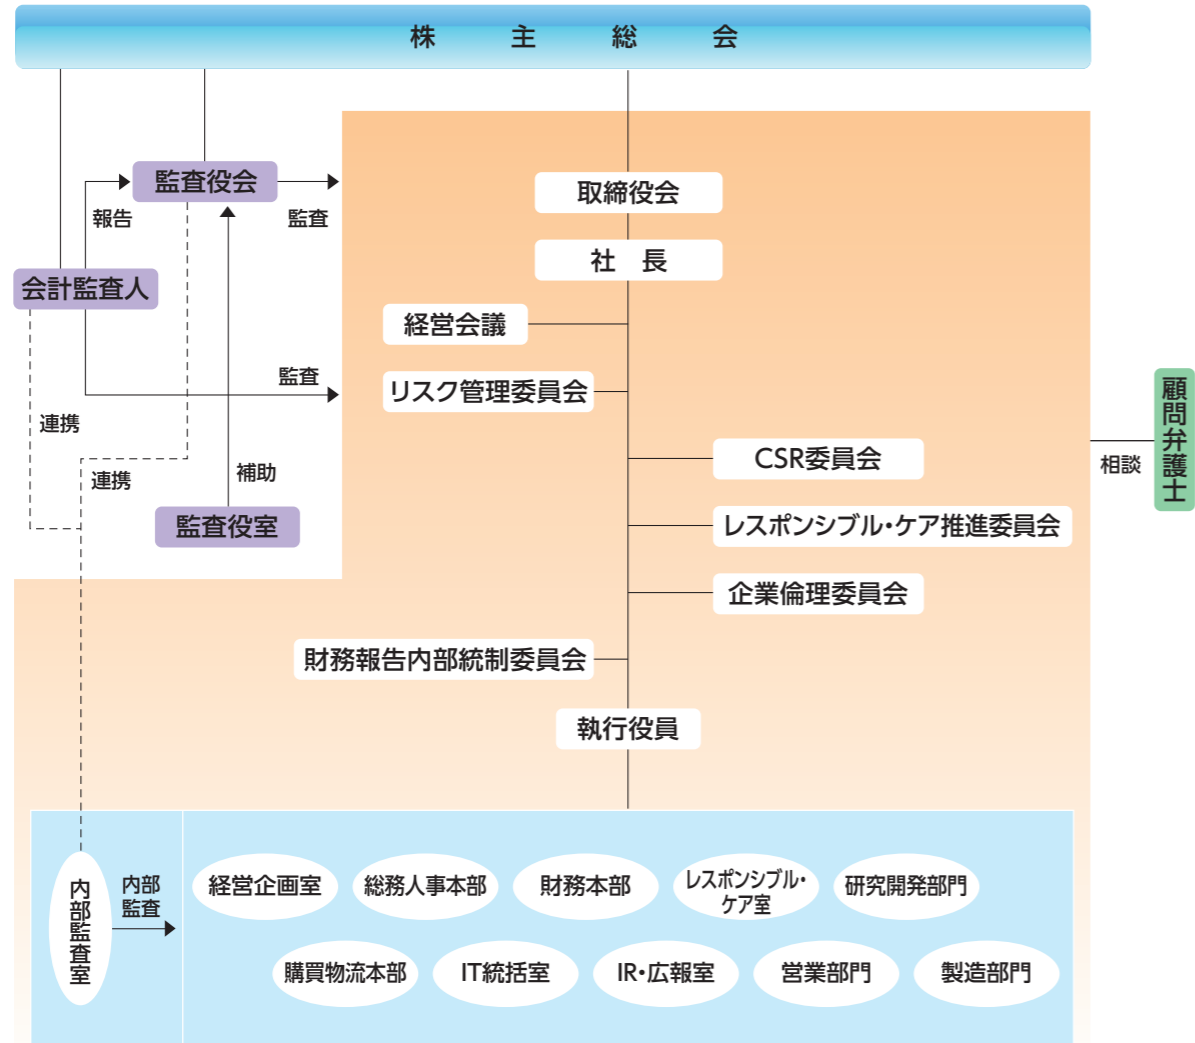 株主総会
監査役会
報告
監査
取締役会
社長
会計監査人
経営会議
監査
リスク管理委員会
連携
連携
補助
CSR委員会
相談
顧問弁護士
監査役室
レスポンシブル・ケア推進委員会
企業倫理委員会
財務報告内部統制委員会
執行役員
内部監査室
内部
監査
経営企画室
総務人事本部
財務本部
レスポンシブル・
ケア室
研究開発部門
購買物流本部
IT統括室
IR・広報室
営業部門
製造部門